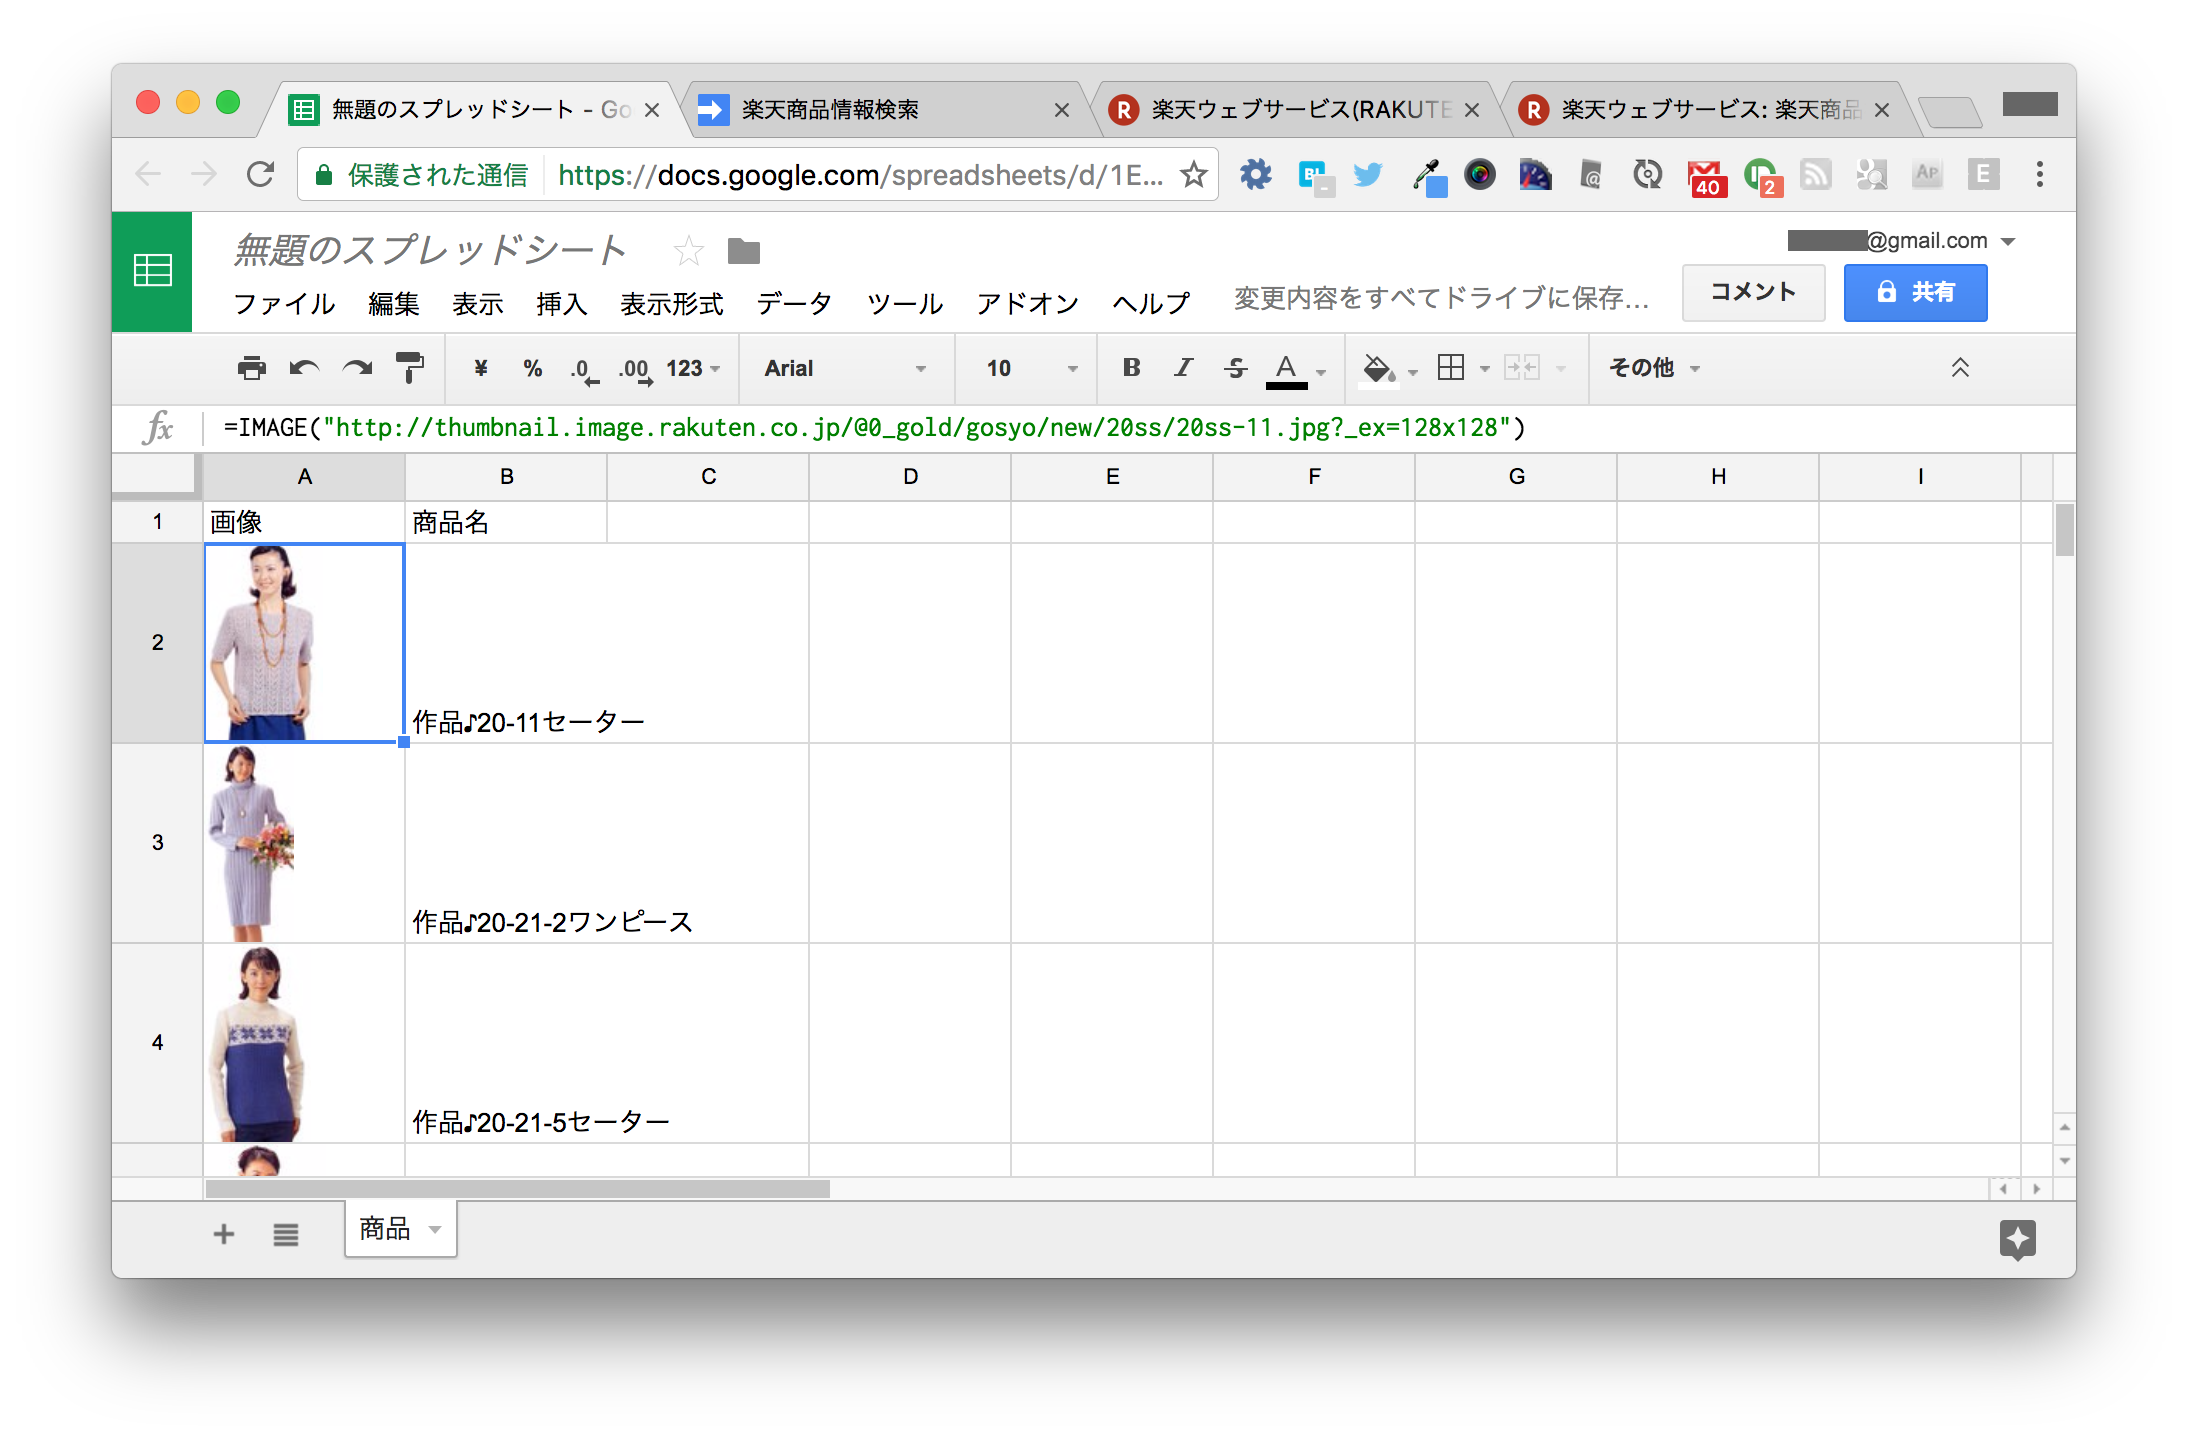 無題のスプレッドシート - Go
楽天商品情報検索
楽天ウェブサービス(RAKUTE
楽天ウェブサービス: 楽天商品
保護された通信 https://docs.google.com/spreadsheets/d/1E...
B! - @ 40 2 AP E
無題のスプレッドシート
@gmail.com
ファイル 編集 表示 挿入 表示形式 データ ツール アドオン ヘルプ 変更内容をすべてドライブに保存... コメント 共有
¥ % .0 .00 123 Arial 10 B I S A その他
fx =IMAGE("http://thumbnail.image.rakuten.co.jp/@0_gold/gosyo/new/20ss/20ss-11.jpg?_ex=128x128")
A B C D E F G H I
1 画像 商品名
2 作品♪20-11セーター
3 作品♪20-21-2ワンピース
4 作品♪20-21-5セーター
商品